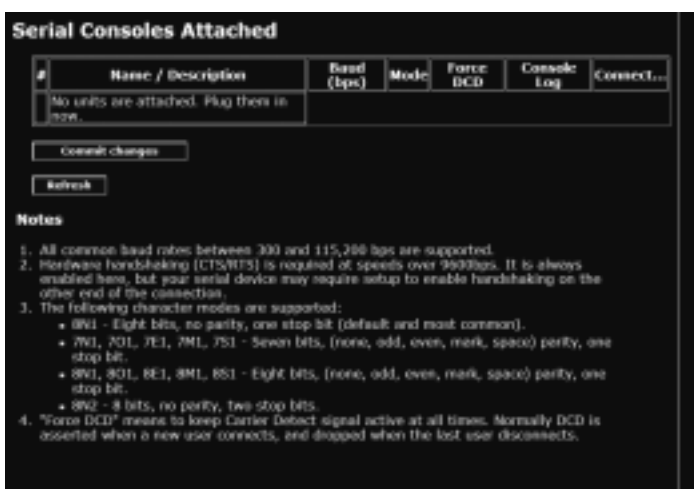 Serial Consoles Attached
# Name / Description Baud (bps) Mode Force DCD Console Log Connect...
No units are attached. Plug them in
now.
Commit changes
Refresh
Notes
1. All common baud rates between 300 and 115,200 bps are supported.
2. Hardware handshaking (CTS/RTS) is required at speeds over 9600bps. It is always
enabled here, but your serial device may require setup to enable handshaking on the
other end of the connection.
3. The following character modes are supported:
• 8N1 - Eight bits, no parity, one stop bit (default and most common).
• 7N1, 7O1, 7E1, 7M1, 7S1 - Seven bits, (none, odd, even, mark, space) parity, one
stop bit.
• 8N1, 8O1, 8E1, 8M1, 8S1 - Eight bits, (none, odd, even, mark, space) parity, one
stop bit.
• 8N2 - 8 bits, no parity, two stop bits.
4. "Force DCD" means to keep Carrier Detect signal active at all times. Normally DCD is
asserted when a new user connects, and dropped when the last user disconnects.